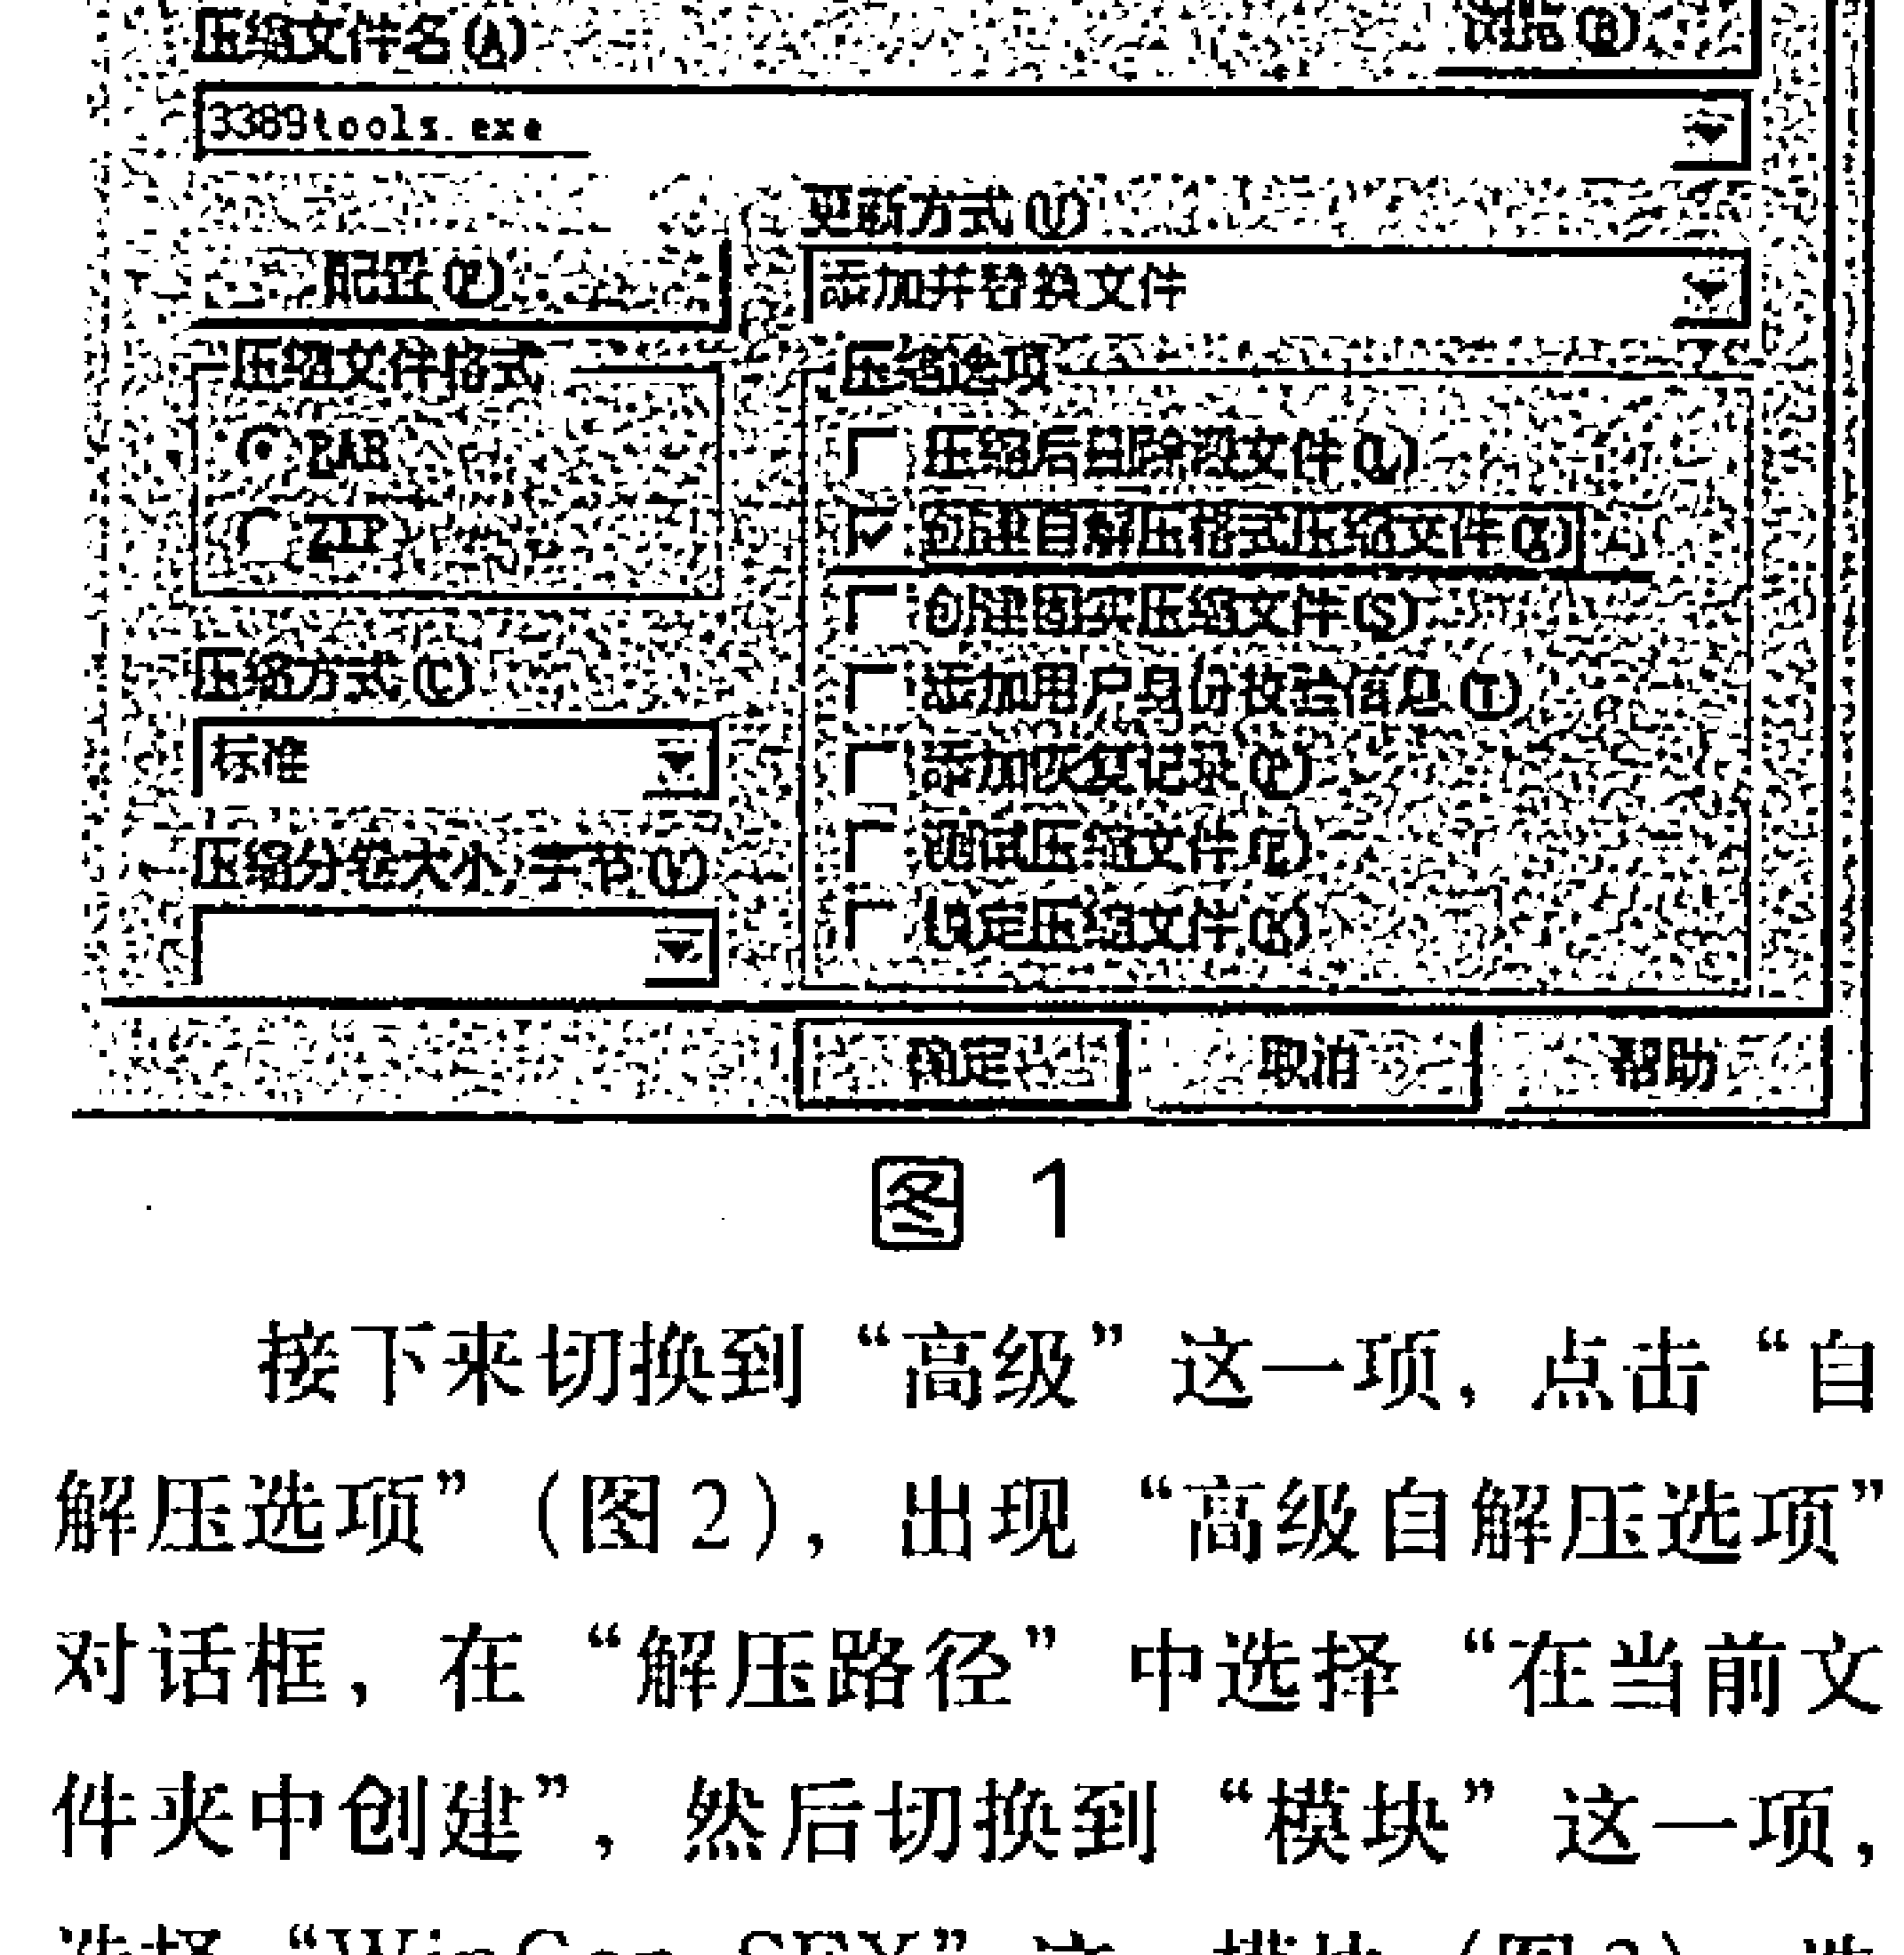 压缩文件名(A)
3389tools.exe
更新方式(U)
配置(F)
添加并替换文件
压缩文件格式
压缩选项
RAR
压缩后删除源文件(L)
ZIP
创建自解压格式压缩文件(X)
创建固实压缩文件(S)
压缩方式(C)
添加用户身份校验信息(T)
标准
添加恢复记录(P)
压缩分卷大小,字节(V)
测试压缩文件(E)
锁定压缩文件(K)
确定 取消 帮助
图 1
接下来切换到“高级”这一项,点击“自
解压选项”(图2),出现“高级自解压选项”
对话框,在“解压路径”中选择“在当前文
件夹中创建”,然后切换到“模块”这一项,